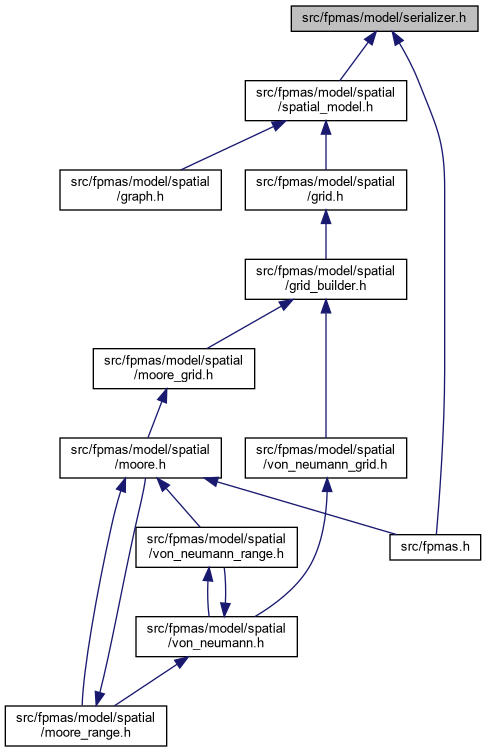 src/fpmas/model/serializer.h
src/fpmas/model/spatial
/spatial_model.h
src/fpmas/model/spatial
/graph.h
src/fpmas/model/spatial
/grid.h
src/fpmas/model/spatial
/grid_builder.h
src/fpmas/model/spatial
/moore_grid.h
src/fpmas/model/spatial
/moore.h
src/fpmas/model/spatial
/von_neumann_grid.h
src/fpmas/model/spatial
/von_neumann_range.h
src/fpmas.h
src/fpmas/model/spatial
/von_neumann.h
src/fpmas/model/spatial
/moore_range.h